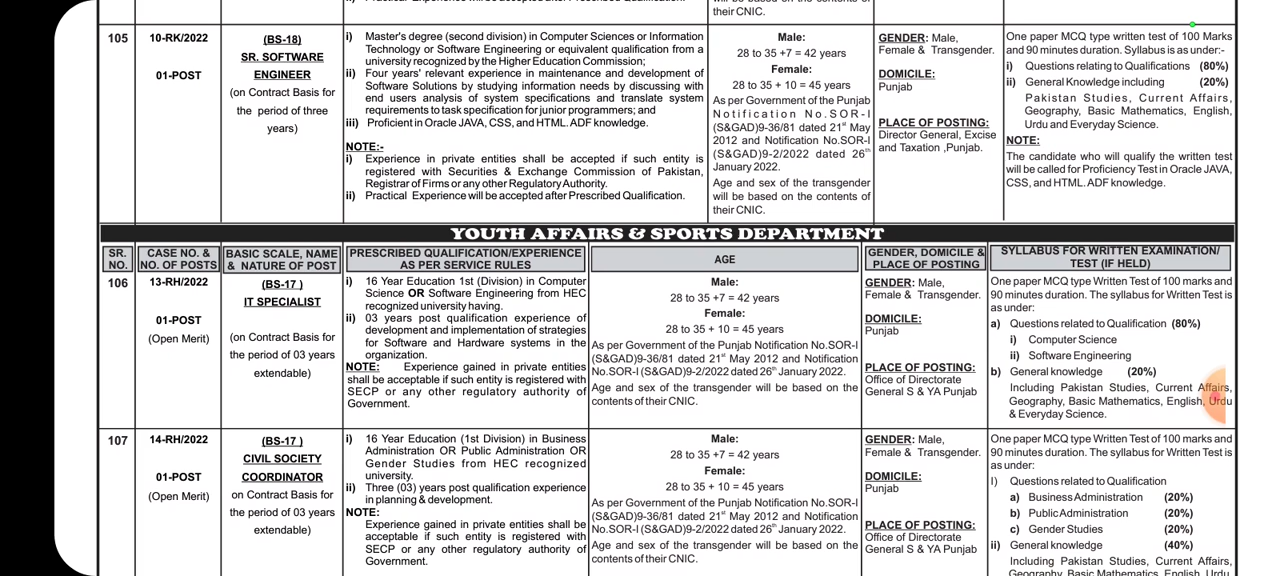 ii) Practical Experience will be accepted after Prescribed Qualification.
will be based on the contents of
their CNIC.
105
10-RK/2022
01-POST
(BS-18)
SR. SOFTWARE
ENGINEER
(on Contract Basis for
the period of three
years)
i) Master's degree (second division) in Computer Sciences or Information
Technology or Software Engineering or equivalent qualification from a
university recognized by the Higher Education Commission;
ii) Four years' relevant experience in maintenance and development of
Software Solutions by studying information needs by discussing with
end users analysis of system specifications and translate system
requirements to task specification for junior programmers; and
iii) Proficient in Oracle JAVA, CSS, and HTML. ADF knowledge.
NOTE:-
i) Experience in private entities shall be accepted if such entity is
registered with Securities & Exchange Commission of Pakistan,
Registrar of Firms or any other Regulatory Authority.
ii) Practical Experience will be accepted after Prescribed Qualification.
Male:
28 to 35 +7 = 42 years
Female:
28 to 35 + 10 = 45 years
As per Government of the Punjab
Notification No.SOR-I
(S&GAD)9-36/81 dated 21st May
2012 and Notification No.SOR-I
(S&GAD)9-2/2022 dated 26th
January 2022.
Age and sex of the transgender
will be based on the contents of
their CNIC.
GENDER: Male,
Female & Transgender.
DOMICILE:
Punjab
PLACE OF POSTING:
Director General, Excise
and Taxation ,Punjab.
One paper MCQ type written test of 100 Marks
and 90 minutes duration. Syllabus is as under:-
i) Questions relating to Qualifications (80%)
ii) General Knowledge including (20%)
Pakistan Studies, Current Affairs,
Geography, Basic Mathematics, English,
Urdu and Everyday Science.
NOTE:
The candidate who will qualify the written test
will be called for Proficiency Test in Oracle JAVA,
CSS, and HTML. ADF knowledge.
YOUTH AFFAIRS & SPORTS DEPARTMENT
SR.
NO.
CASE NO. &
NO. OF POSTS
BASIC SCALE, NAME
& NATURE OF POST
PRESCRIBED QUALIFICATION/EXPERIENCE
AS PER SERVICE RULES
AGE
GENDER, DOMICILE &
PLACE OF POSTING
SYLLABUS FOR WRITTEN EXAMINATION/
TEST (IF HELD)
106
13-RH/2022
01-POST
(Open Merit)
(BS-17 )
IT SPECIALIST
(on Contract Basis for
the period of 03 years
extendable)
i) 16 Year Education 1st (Division) in Computer
Science OR Software Engineering from HEC
recognized university having.
ii) 03 years post qualification experience of
development and implementation of strategies
for Software and Hardware systems in the
organization.
NOTE: Experience gained in private entities
shall be acceptable if such entity is registered with
SECP or any other regulatory authority of
Government.
Male:
28 to 35 +7 = 42 years
Female:
28 to 35 + 10 = 45 years
As per Government of the Punjab Notification No.SOR-I
(S&GAD)9-36/81 dated 21st May 2012 and Notification
No.SOR-I (S&GAD)9-2/2022 dated 26th January 2022.
Age and sex of the transgender will be based on the
contents of their CNIC.
GENDER: Male,
Female & Transgender.
DOMICILE:
Punjab
PLACE OF POSTING:
Office of Directorate
General S & YA Punjab
One paper MCQ type Written Test of 100 marks and
90 minutes duration. The syllabus for Written Test is
as under:
a) Questions related to Qualification (80%)
i) Computer Science
ii) Software Engineering
b) General knowledge (20%)
Including Pakistan Studies, Current Affairs,
Geography, Basic Mathematics, English, Urdu
& Everyday Science.
107
14-RH/2022
01-POST
(Open Merit)
(BS-17 )
CIVIL SOCIETY
COORDINATOR
on Contract Basis for
the period of 03 years
extendable)
i) 16 Year Education (1st Division) in Business
Administration OR Public Administration OR
Gender Studies from HEC recognized
university.
ii) Three (03) years post qualification experience
in planning & development.
NOTE:
Experience gained in private entities shall be
acceptable if such entity is registered with
SECP or any other regulatory authority of
Government.
Male:
28 to 35 +7 = 42 years
Female:
28 to 35 + 10 = 45 years
As per Government of the Punjab Notification No.SOR-I
(S&GAD)9-36/81 dated 21st May 2012 and Notification
No.SOR-I (S&GAD)9-2/2022 dated 26th January 2022.
Age and sex of the transgender will be based on the
contents of their CNIC.
GENDER: Male,
Female & Transgender.
DOMICILE:
Punjab
PLACE OF POSTING:
Office of Directorate
General S & YA Punjab
One paper MCQ type Written Test of 100 marks and
90 minutes duration. The syllabus for Written Test is
as under:
I) Questions related to Qualification
a) Business Administration (20%)
b) Public Administration (20%)
c) Gender Studies (20%)
ii) General knowledge (40%)
Including Pakistan Studies, Current Affairs,
Geography, Basic Mathematics, English, Urdu